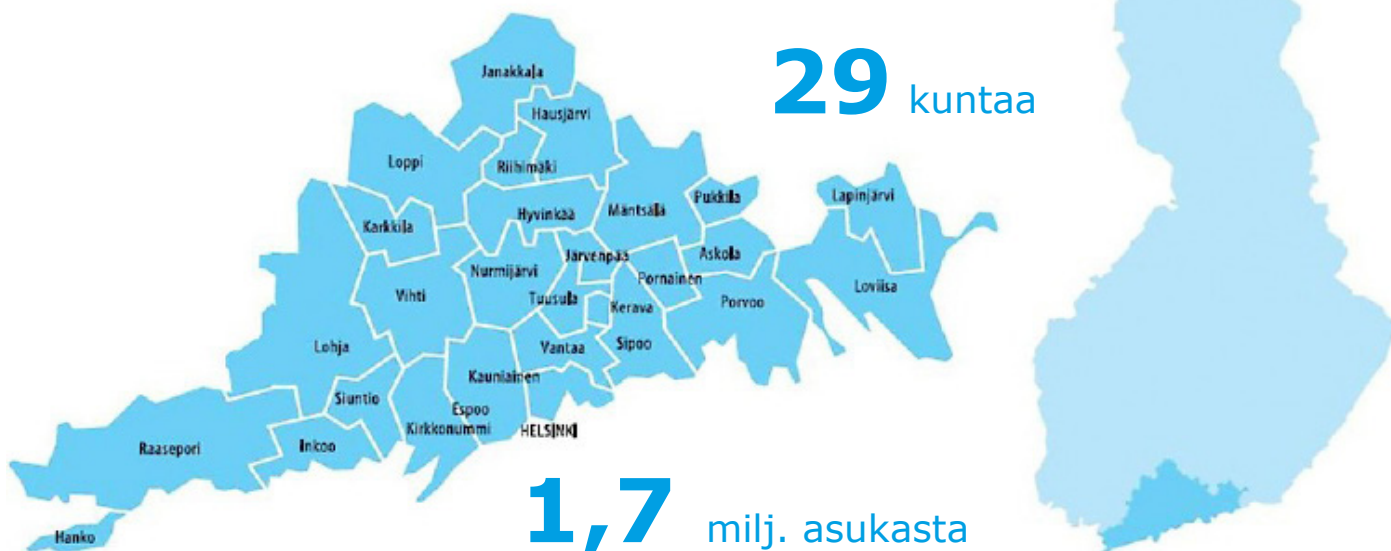 Janakkala
29 kuntaa
Hausjärvi
Loppi
Riihimäki
Pukkila
Lapinjärvi
Hyvinkää
Mäntsälä
Karkkila
Järvenpää
Askola
Nurmijärvi
Pornainen
Vihti
Tuusula
Kerava
Porvoo
Loviisa
Lohja
Vantaa
Sipoo
Kauniainen
Siuntio
Espoo
Kirkkonummi
HELSINKI
Raasepori
Inkoo
1,7 milj. asukasta
Hanko